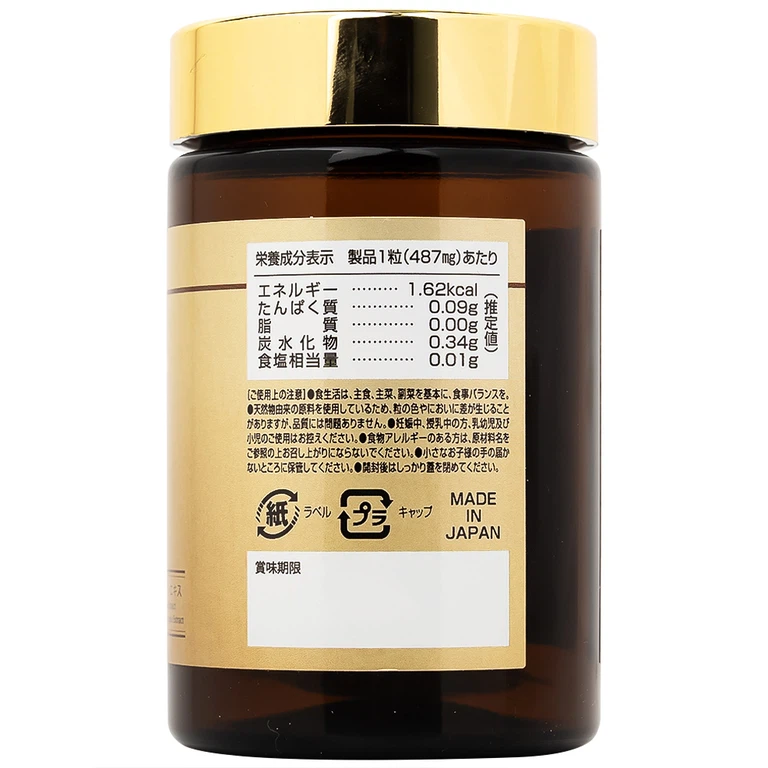 栄養成分表示 製品1粒(487mg)あたり
エネルギー ……… 1.62kcal
たんぱく質 ……… 0.09g
脂質 ……… 0.00g
炭水化物 ……… 0.34g
食塩相当量 ……… 0.01g
(推定値)
【ご使用上の注意】●食生活は、主食、主菜、副菜を基本に、食事バランスを。
●天然物由来の原料を使用しているため、粒の色やにおいに差が生じること
がありますが、品質には問題ありません。●妊娠中、授乳中の方、乳幼児及び
小児のご使用はお控えください。●食物アレルギーのある方は、原材料名を
ご参照の上お召し上がりにならないでください。●小さなお子様の手の届か
ないところに保管してください。●開封後はしっかり蓋を閉めてください。
紙 ラベル プラ キャップ
MADE
IN
JAPAN
賞味期限
エキス
Extract